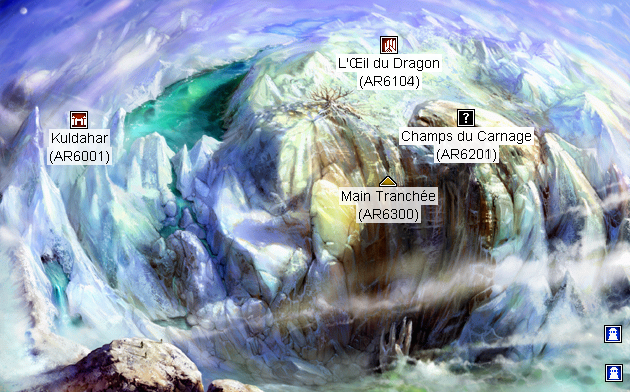 L'Œil du Dragon
(AR6104)
?
Kuldahar
(AR6001)
Champs du Carnage
(AR6201)
Main Tranchée
(AR6300)